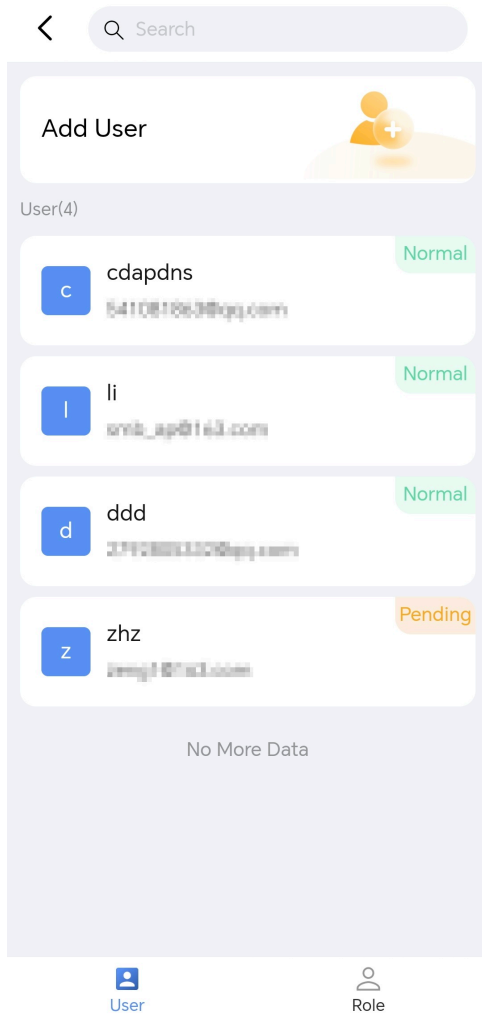 Search
Add User
User(4)
Normal
c
cdapdns
Normal
l
li
Normal
d
ddd
Pending
z
zhz
No More Data
User
Role